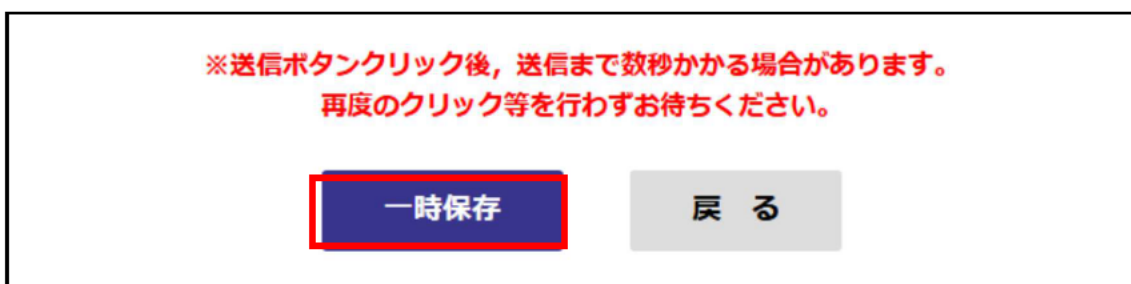 ※送信ボタンクリック後，送信まで数秒かかる場合があります。
再度のクリック等を行わずお待ちください。
一時保存
戻　る